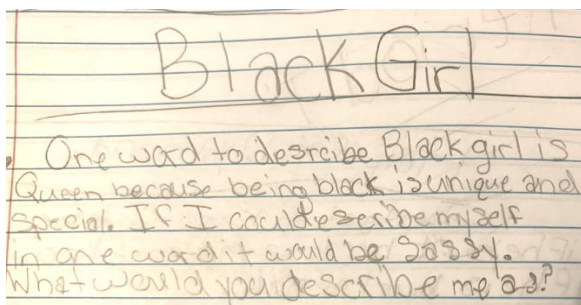 Black Girl
One word to desrcibe Black girl is
Queen because being black is unique and
special. If I could eseribe myself
in one word it would be Sassy.
What would you describe me as?